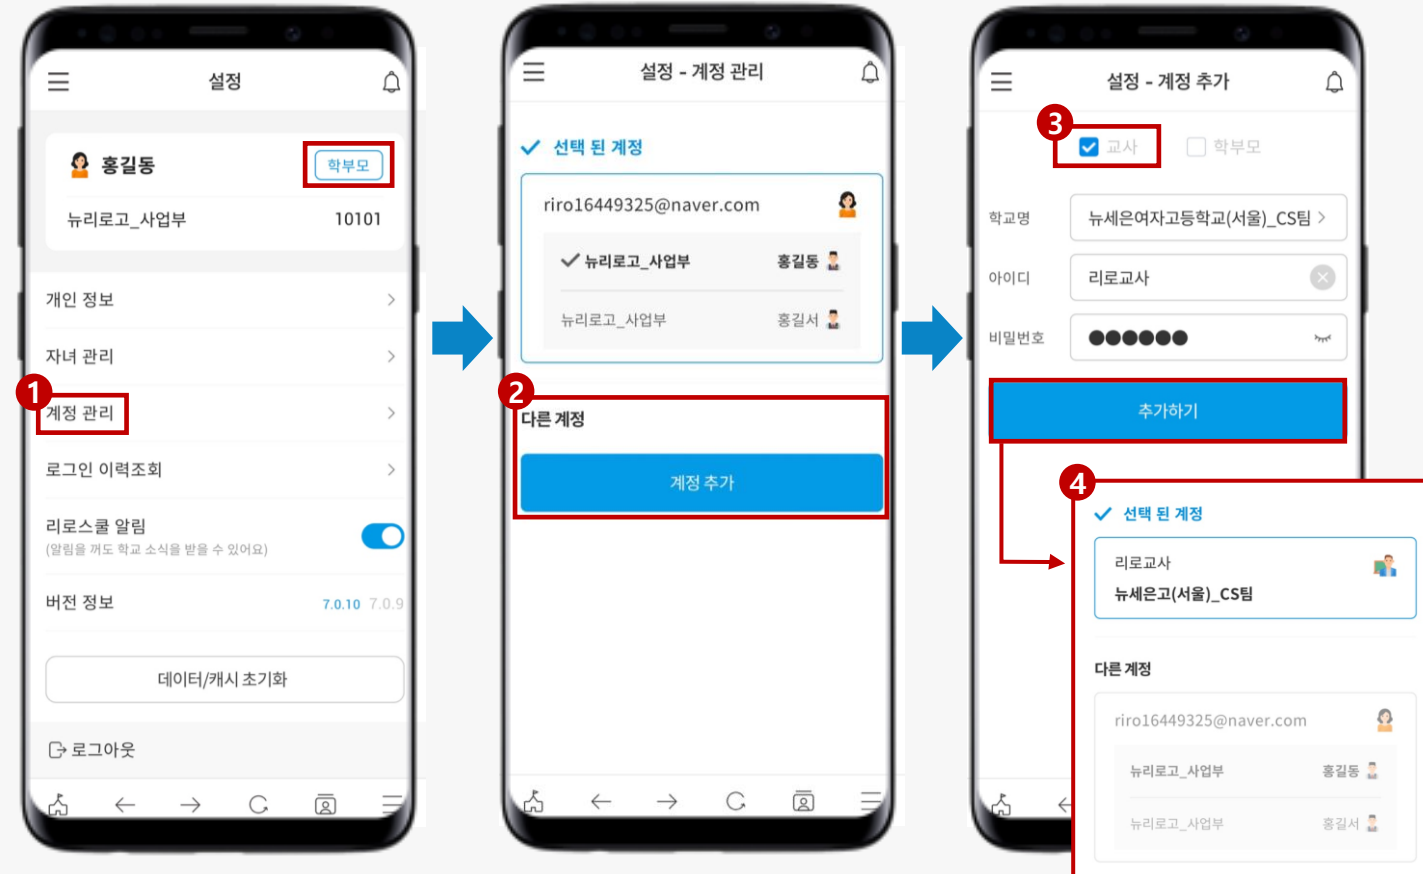 설정
홍길동
학부모
뉴리로고_사업부 10101
개인 정보
자녀 관리
1
계정 관리
로그인 이력조회
리로스쿨 알림
(알림을 꺼도 학교 소식을 받을 수 있어요)
버전 정보 7.0.10 7.0.9
데이터/캐시 초기화
로그아웃
설정 - 계정 관리
선택 된 계정
riro16449325@naver.com
뉴리로고_사업부 홍길동
뉴리로고_사업부 홍길서
2
다른 계정
계정 추가
설정 - 계정 추가
3
교사 학부모
학교명 뉴세은여자고등학교(서울)_CS팀
아이디 리로교사
비밀번호 ●●●●●●
추가하기
4
선택 된 계정
리로교사
뉴세은고(서울)_CS팀
다른 계정
riro16449325@naver.com
뉴리로고_사업부 홍길동
뉴리로고_사업부 홍길서